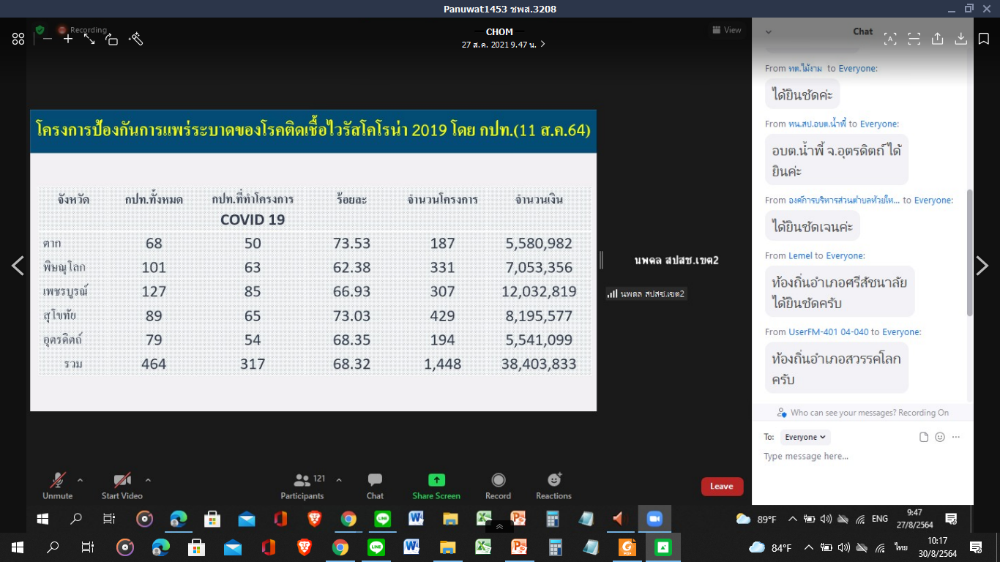 Panuwat1453 ชพส.3208
Recording
CHOM
27 ส.ค. 2021 9.47 น.
View
Chat
โครงการป้องกันการแพร่ระบาดของโรคติดเชื้อไวรัสโคโรน่า 2019 โดย กปท.(11 ส.ค.64)
จังหวัด กปท.ทั้งหมด กปท.ที่ทำโครงการ ร้อยละ จำนวนโครงการ จำนวนเงิน
COVID 19
ตาก 68 50 73.53 187 5,580,982
พิษณุโลก 101 63 62.38 331 7,053,356
เพชรบูรณ์ 127 85 66.93 307 12,032,819
สุโขทัย 89 65 73.03 429 8,195,577
อุตรดิตถ์ 79 54 68.35 194 5,541,099
รวม 464 317 68.32 1,448 38,403,833
นพดล สปสช.เขต2
นพดล สปสช.เขต2
From ทต.ไม้งาม to Everyone:
ได้ยินชัดค่ะ
From หน.สป.อบต.น้ำพี้ to Everyone:
อบต.น้ำพี้ จ.อุตรดิตถ์ ได้
ยินค่ะ
From องค์การบริหารส่วนตำบลห้วยให... to Everyone:
ได้ยินชัดเจนค่ะ
From Lemel to Everyone:
ท้องถิ่นอำเภอศรีสัชนาลัย
ได้ยินชัดครับ
From UserFM-401 04-040 to Everyone:
ท้องถิ่นอำเภอสวรรคโลก
ครับ
Who can see your messages? Recording On
To: Everyone
Type message here...
Unmute
Start Video
121
Participants
Chat
Share Screen
Record
Reactions
Leave
89°F
ENG
9:47
27/8/2564
84°F
ไทย
10:17
30/8/2564